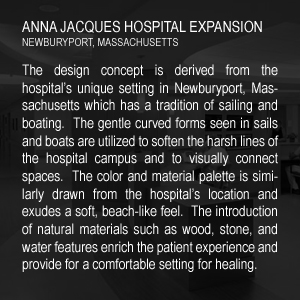 ANNA JACQUES HOSPITAL EXPANSION
NEWBURYPORT, MASSACHUSETTS
The design concept is derived from the
hospital's unique setting in Newburyport, Mas-
sachusetts which has a tradition of sailing and
boating. The gentle curved forms seen in sails
and boats are utilized to soften the harsh lines of
the hospital campus and to visually connect
spaces. The color and material palette is simi-
larly drawn from the hospital's location and
exudes a soft, beach-like feel. The introduction
of natural materials such as wood, stone, and
water features enrich the patient experience and
provide for a comfortable setting for healing.